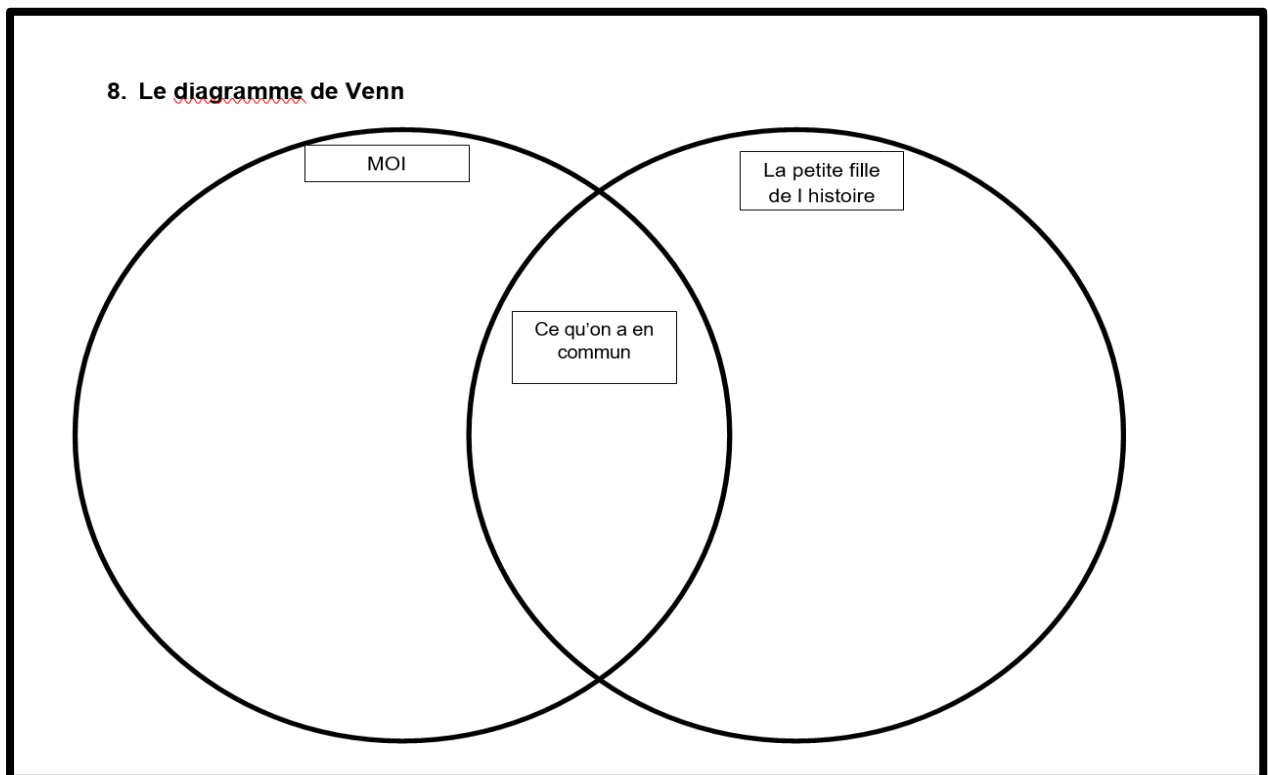 8. Le diagramme de Venn
MOI
La petite fille
de l histoire
Ce qu'on a en
commun